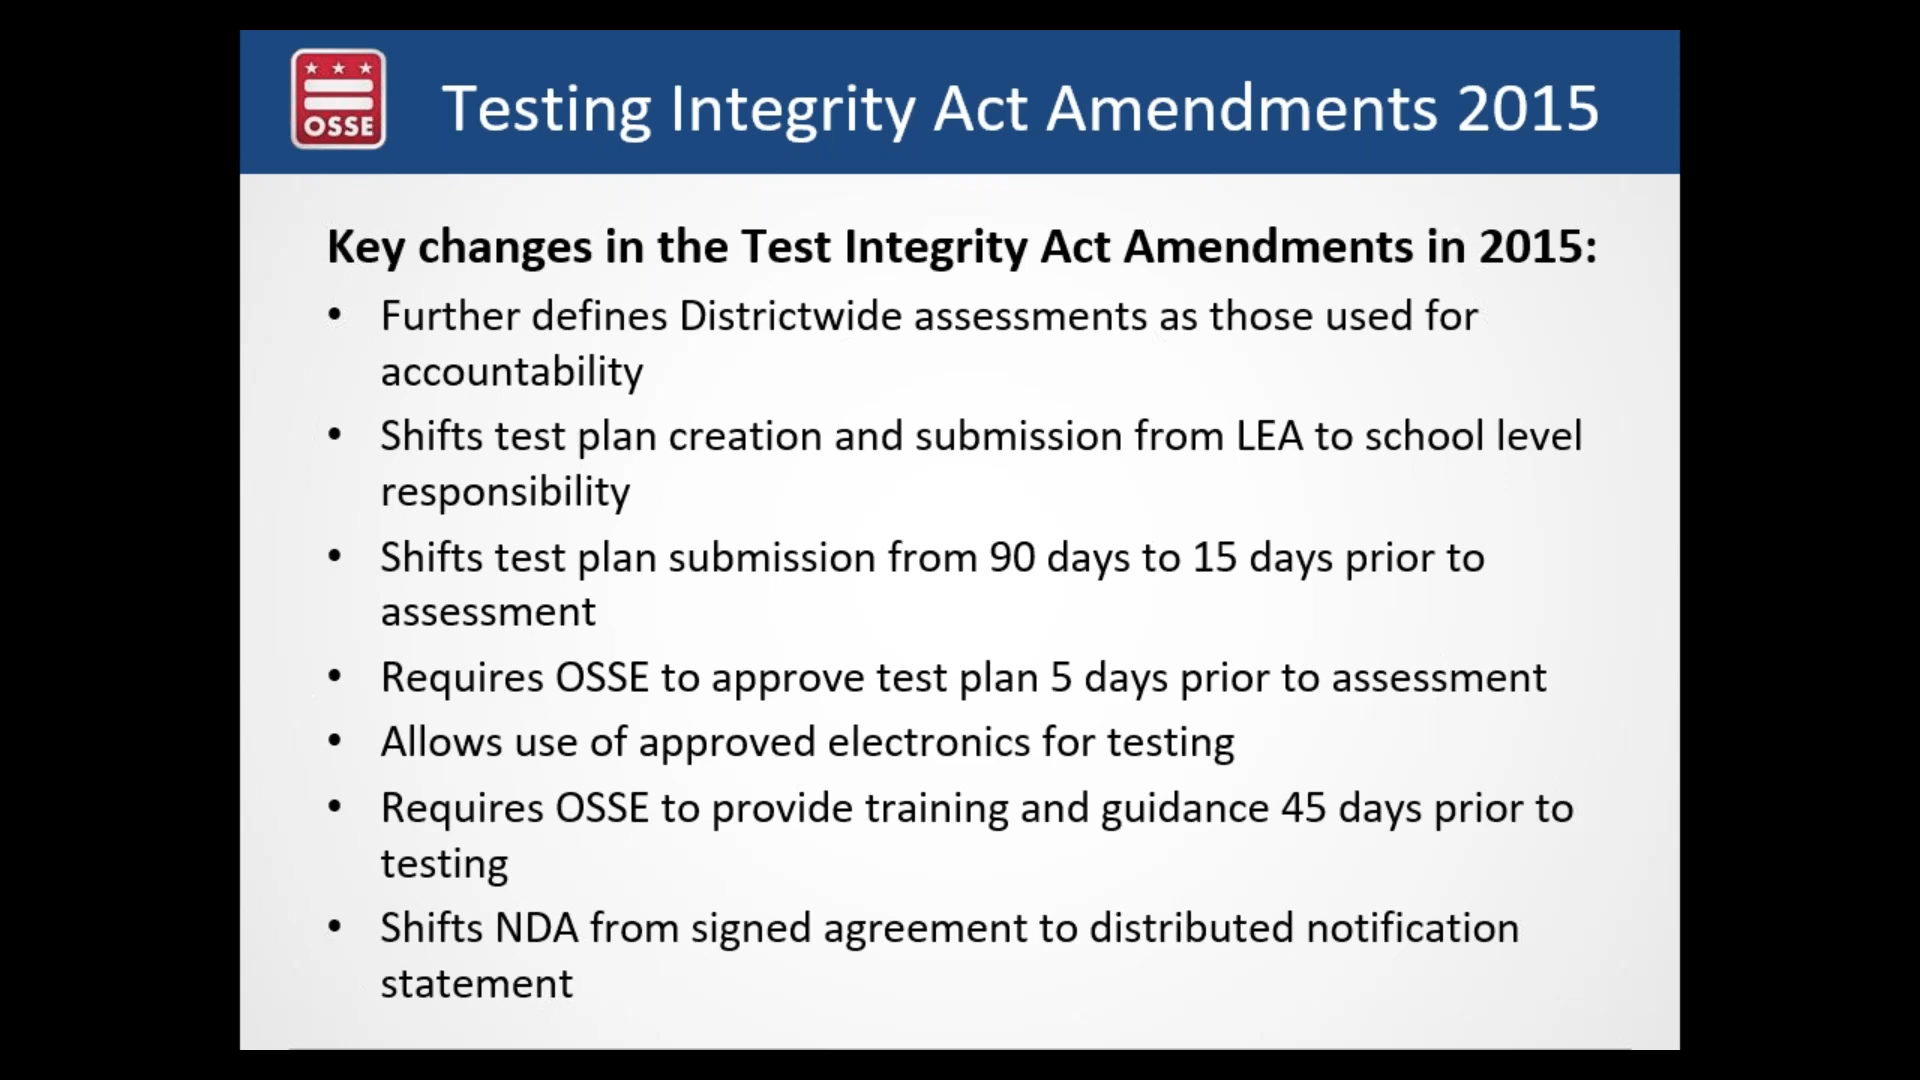 OSSE
Testing Integrity Act Amendments 2015
Key changes in the Test Integrity Act Amendments in 2015:
• Further defines Districtwide assessments as those used for
accountability
• Shifts test plan creation and submission from LEA to school level
responsibility
• Shifts test plan submission from 90 days to 15 days prior to
assessment
• Requires OSSE to approve test plan 5 days prior to assessment
• Allows use of approved electronics for testing
• Requires OSSE to provide training and guidance 45 days prior to
testing
• Shifts NDA from signed agreement to distributed notification
statement